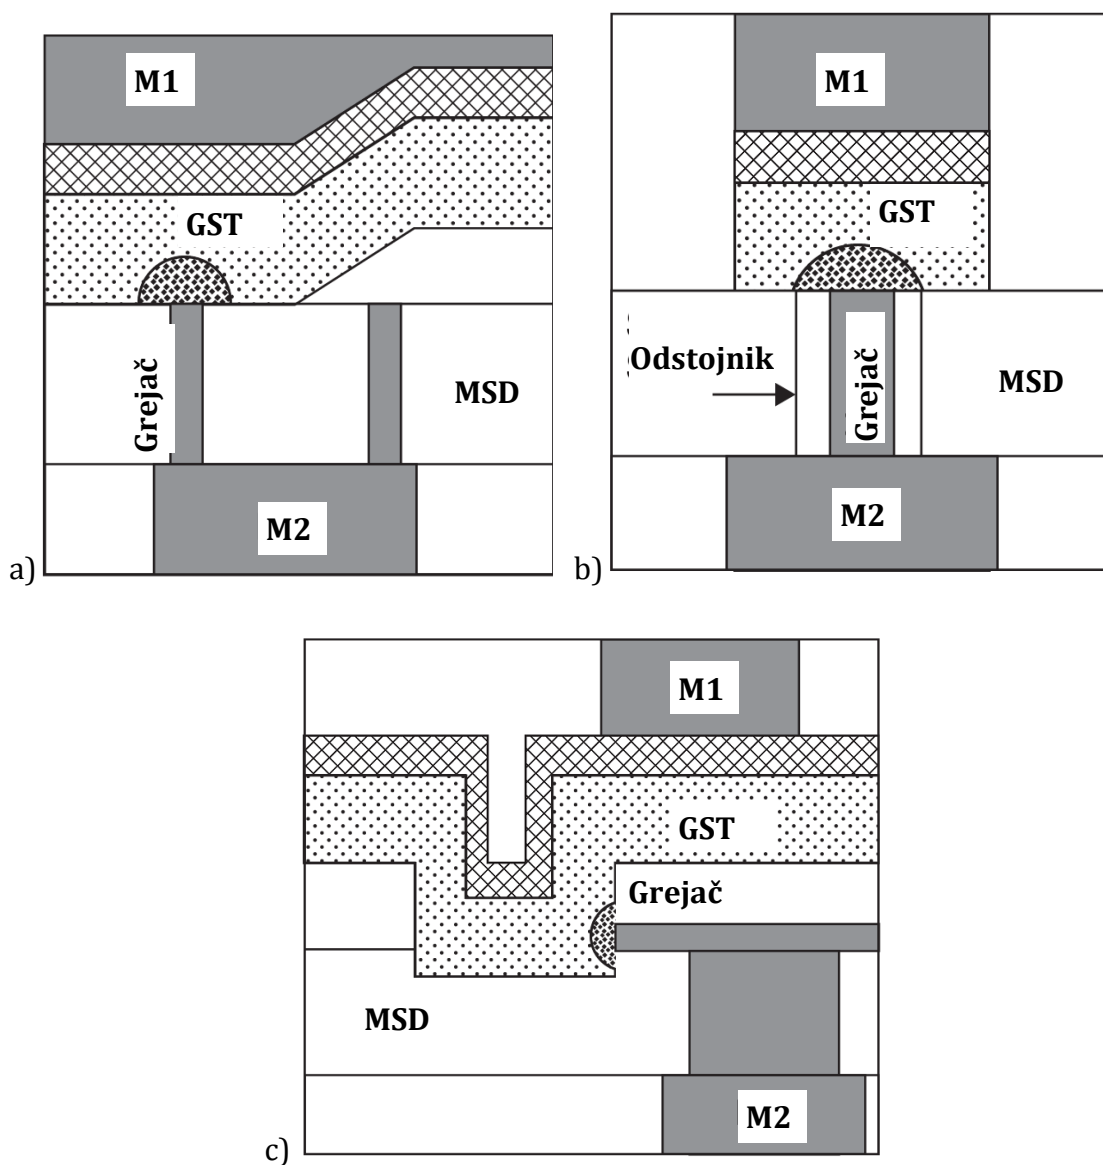 M1
GST
Grejač
MSD
M2
a)
M1
GST
Odstojnik
Grejač
MSD
M2
b)
M1
GST
Grejač
MSD
M2
c)